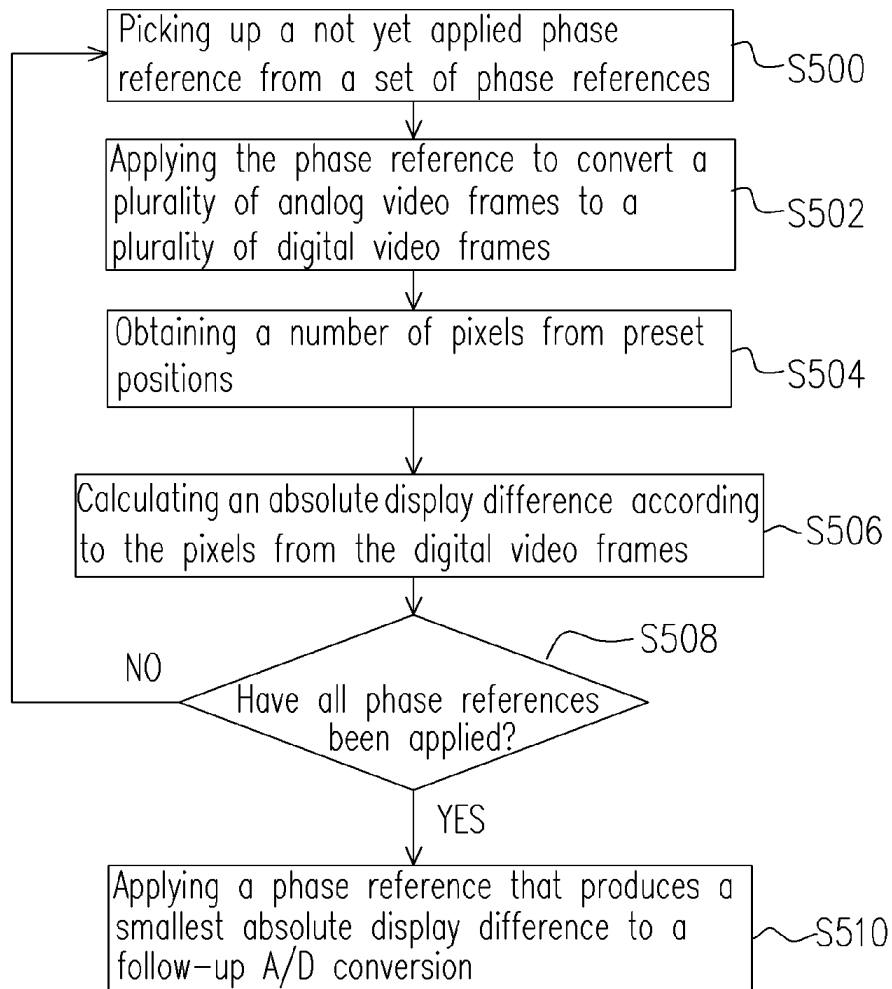 Picking up a not yet applied phase
reference from a set of phase references
S500
Applying the phase reference to convert a
plurality of analog video frames to a
plurality of digital video frames
S502
Obtaining a number of pixels from preset
positions
S504
Calculating an absolute display difference according
to the pixels from the digital video frames
S506
S508
NO
Have all phase references
been applied?
YES
Applying a phase reference that produces a
smallest absolute display difference to a
follow-up A/D conversion
S510